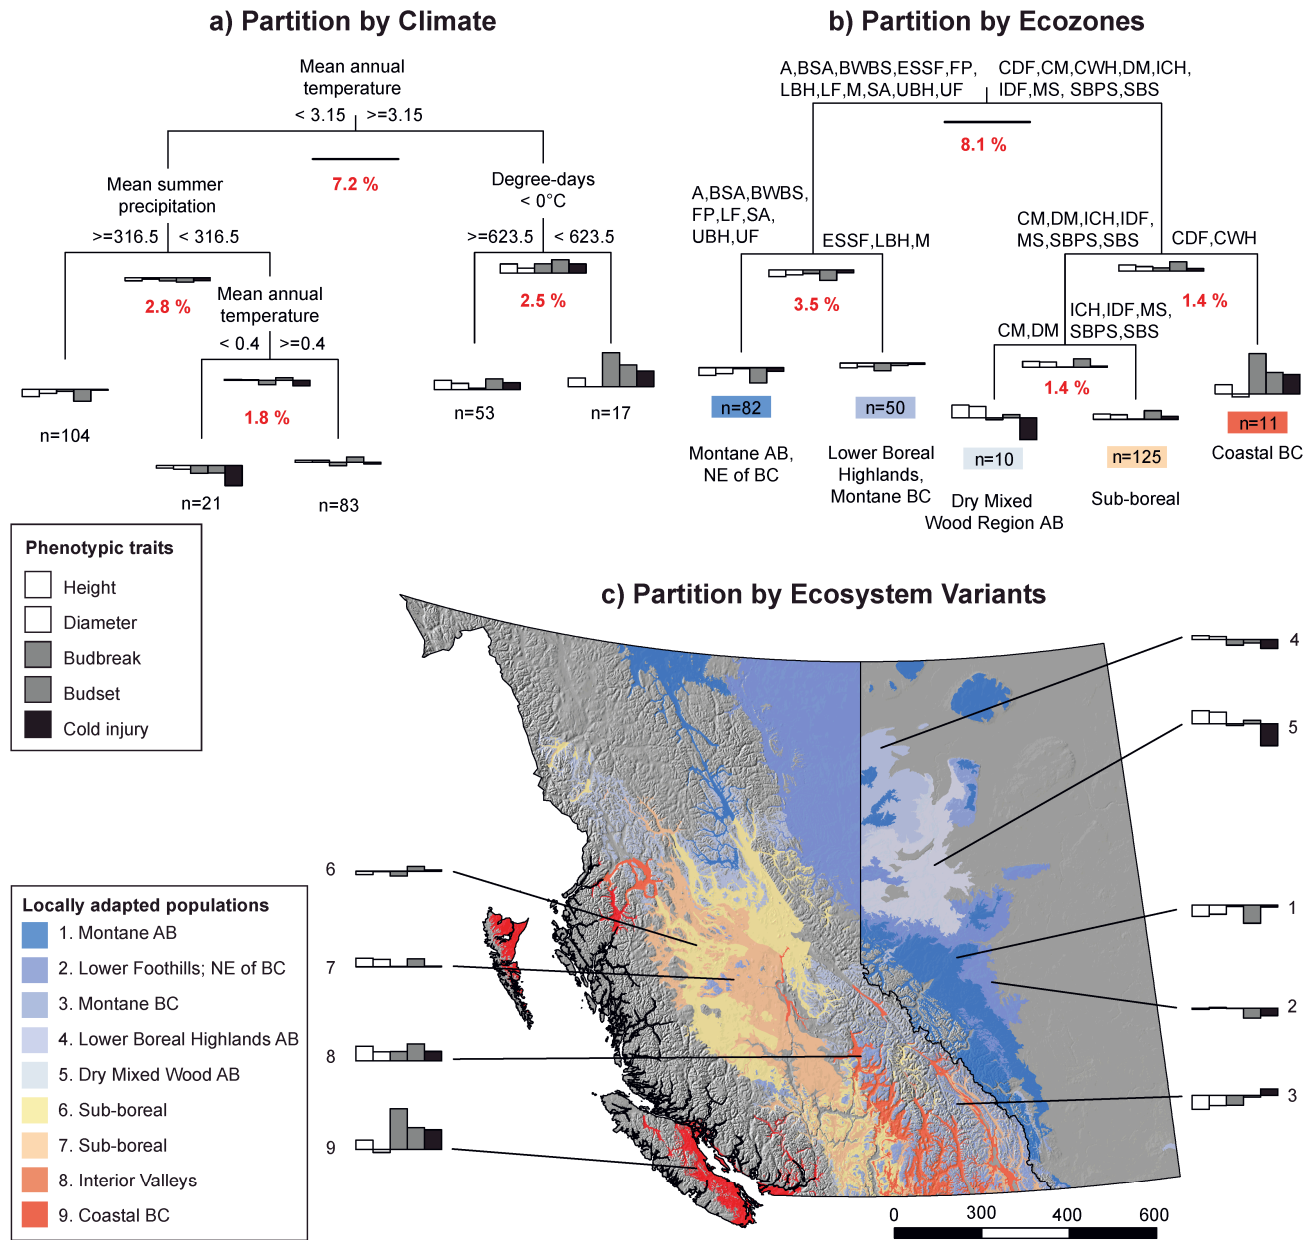 a) Partition by Climate
Mean annual
temperature
< 3.15 >=3.15
7.2 %
Mean summer
precipitation
>=316.5 < 316.5
2.8 %
Mean annual
temperature
< 0.4 >=0.4
1.8 %
Degree-days
< 0°C
>=623.5 < 623.5
2.5 %
n=104
n=21
n=83
n=53
n=17
b) Partition by Ecozones
A,BSA,BWBS,ESSF,FP,
LBH,LF,M,SA,UBH,UF
CDF,CM,CWH,DM,ICH,
IDF,MS, SBPS,SBS
8.1 %
A,BSA,BWBS,
FP,LF,SA,
UBH,UF
ESSF,LBH,M
3.5 %
CM,DM,ICH,IDF,
MS,SBPS,SBS
CDF,CWH
1.4 %
CM,DM
ICH,IDF,MS,
SBPS,SBS
1.4 %
n=82
Montane AB,
NE of BC
n=50
Lower Boreal
Highlands,
Montane BC
n=10
Dry Mixed
Wood Region AB
n=125
Sub-boreal
n=11
Coastal BC
Phenotypic traits
Height
Diameter
Budbreak
Budset
Cold injury
c) Partition by Ecosystem Variants
4
5
1
2
3
6
7
8
9
Locally adapted populations
1. Montane AB
2. Lower Foothills; NE of BC
3. Montane BC
4. Lower Boreal Highlands AB
5. Dry Mixed Wood AB
6. Sub-boreal
7. Sub-boreal
8. Interior Valleys
9. Coastal BC
0 300 400 600